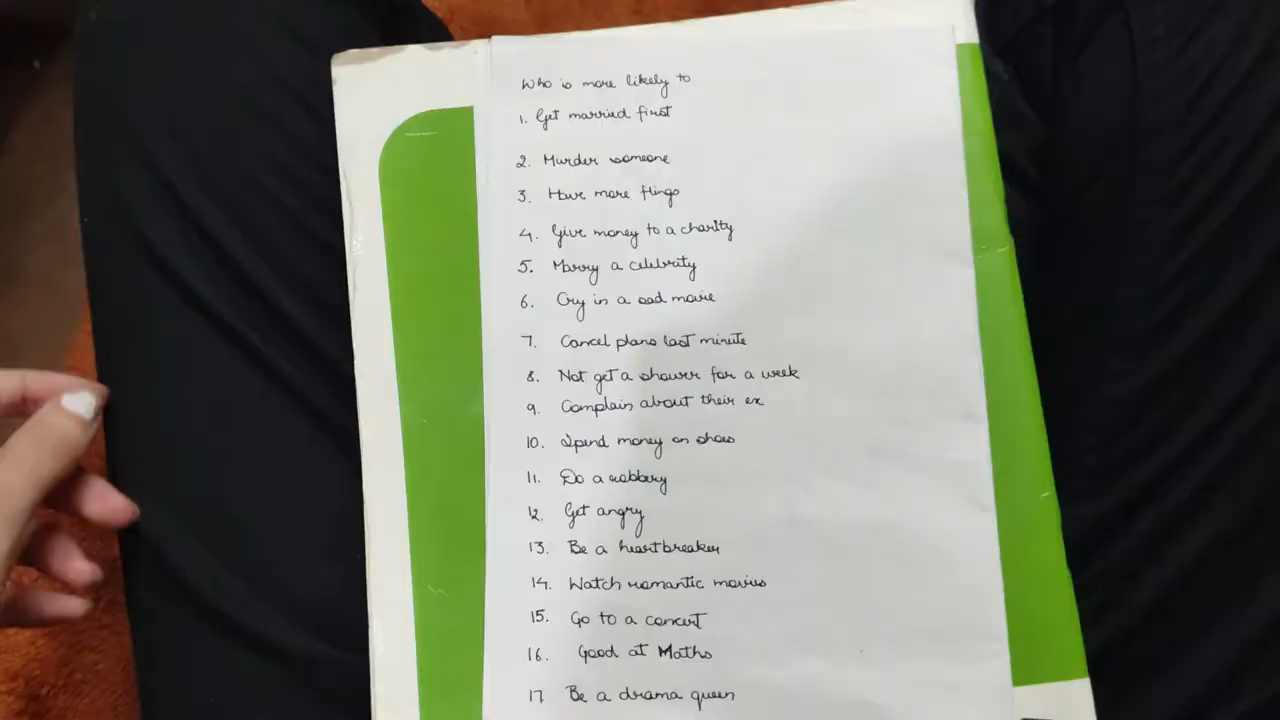 Who is more likely to
1. Get married first
2. Murder someone
3. Have more flings
4. Give money to a charity
5. Marry a celebrity
6. Cry in a sad movie
7. Cancel plans last minute
8. Not get a shower for a week
9. Complain about their ex
10. Spend money on shoes
11. Do a robbery
12. Get angry
13. Be a heartbreaker
14. Watch romantic movies
15. Go to a concert
16. Good at Maths
17 Be a drama queen